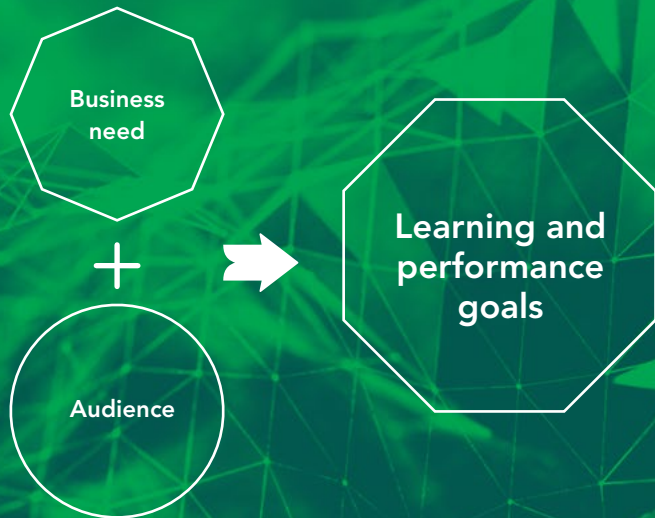 Business
need
+
Audience
Learning and
performance
goals